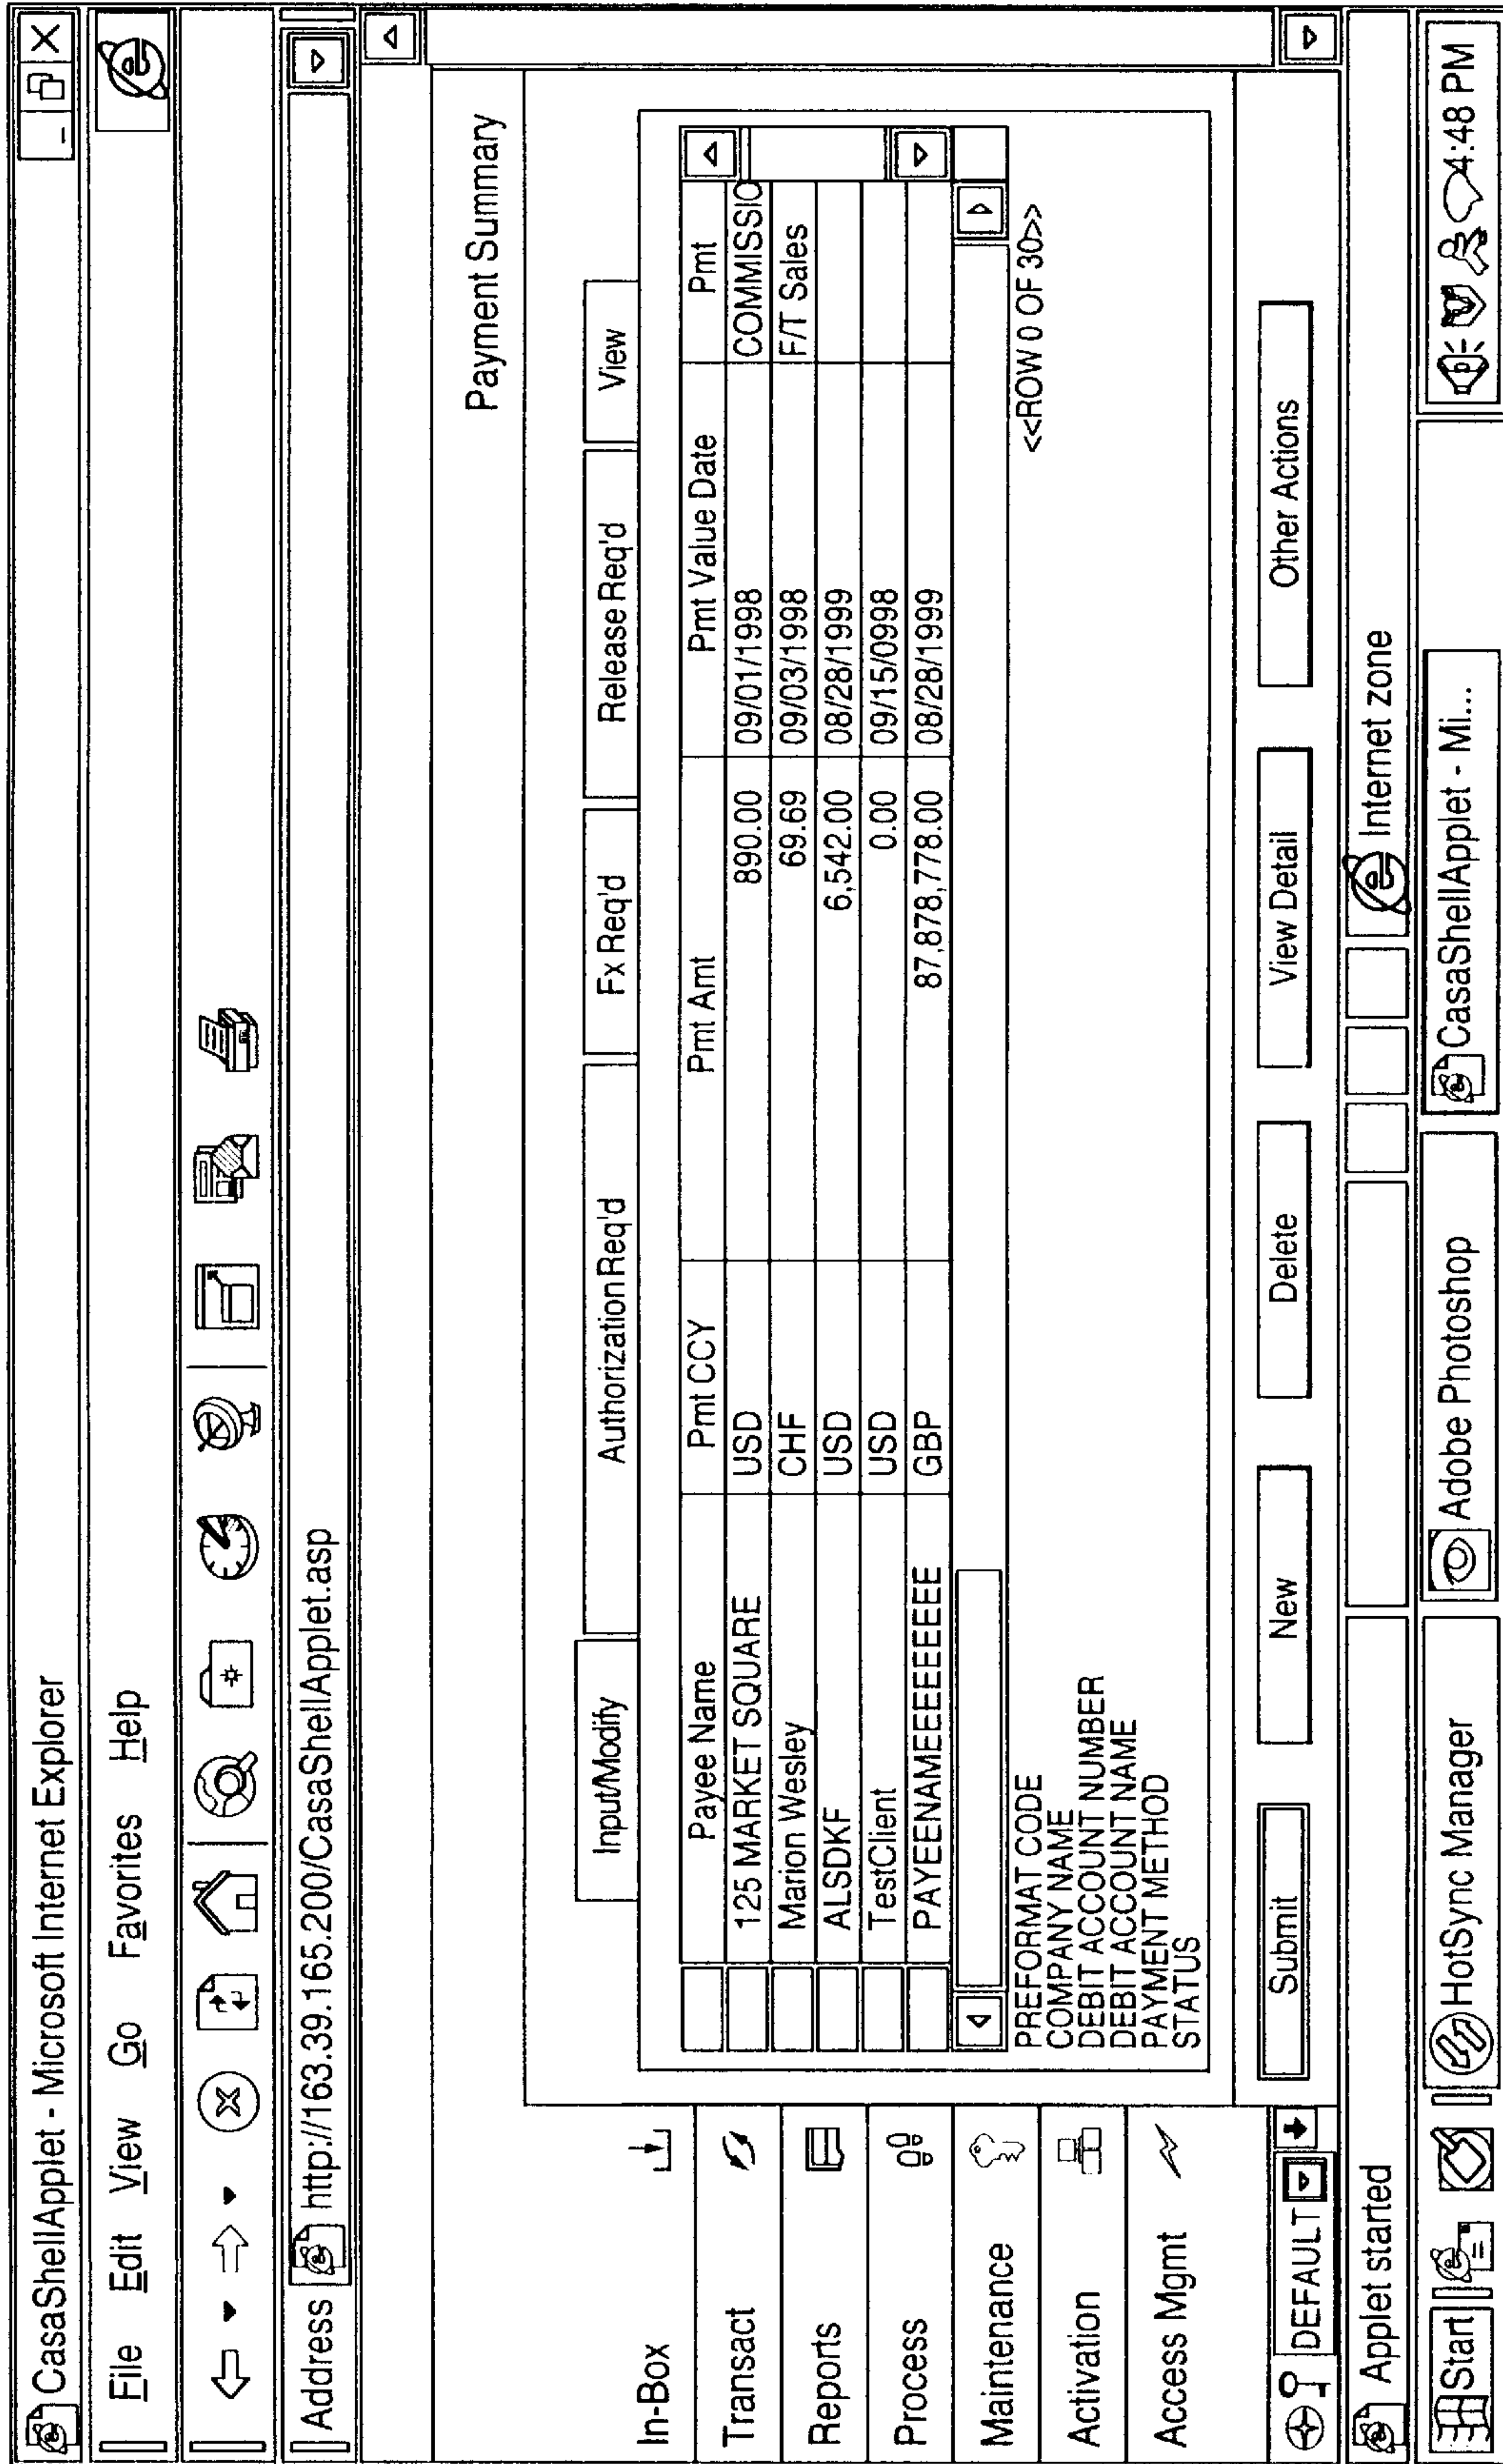 CasaShellApplet - Microsoft Internet Explorer
File Edit View Go Favorites Help
Address http://163.39.165.200/CasaShellApplet.asp
Payment Summary
In-Box
Transact
Reports
Process
Maintenance
Activation
Access Mgmt
DEFAULT
Input/Modify AuthorizationReq'd Fx Req'd Release Req'd View
Payee Name Pmt CCY Pmt Amt Pmt Value Date Pmt
125 MARKET SQUARE USD 890.00 09/01/1998 COMMISSIO
Marion Wesley CHF 69.69 09/03/1998 F/T Sales
ALSDKF USD 6,542.00 08/28/1999
TestClient USD 0.00 09/15/0998
PAYEENAMEEEEEEEEE GBP 87,878,778.00 08/28/1999
<<ROW 0 OF 30>>
PREFORMAT CODE
COMPANY NAME
DEBIT ACCOUNT NUMBER
DEBIT ACCOUNT NAME
PAYMENT METHOD
STATUS
Submit New Delete View Detail Other Actions
Applet started Internet zone
Start HotSync Manager Adobe Photoshop CasaShellApplet - Mi... 4:48 PM